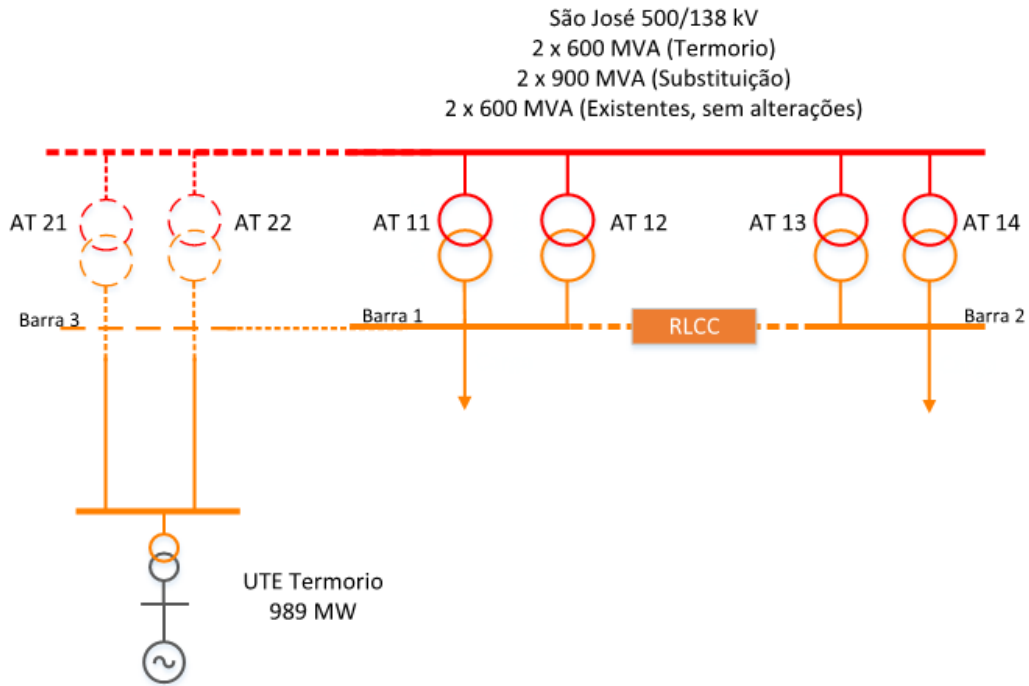 São José 500/138 kV
2 x 600 MVA (Termorio)
2 x 900 MVA (Substituição)
2 x 600 MVA (Existentes, sem alterações)
AT 21
AT 22
AT 11
AT 12
AT 13
AT 14
Barra 3
Barra 1
RLCC
Barra 2
UTE Termorio
989 MW